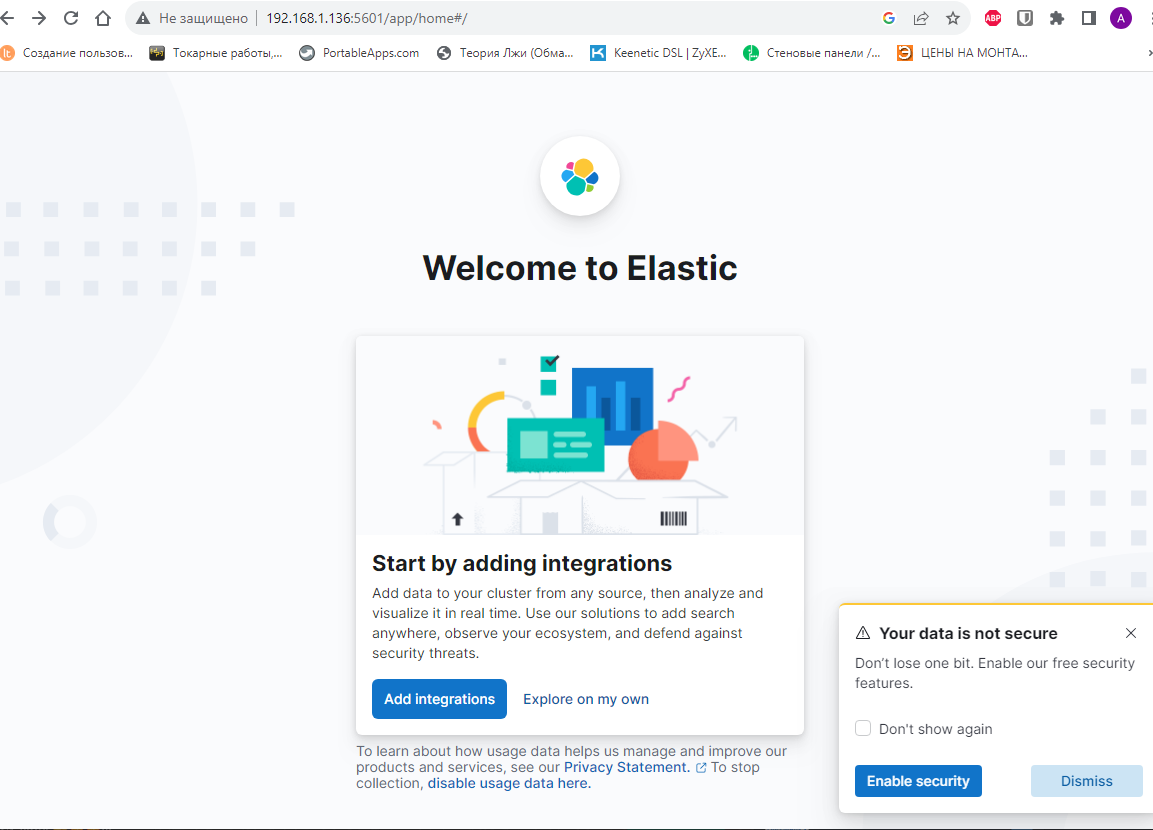 Не защищено 192.168.1.136:5601/app/home#/
ABP A
lt Создание пользов... Токарные работы,... PortableApps.com Теория Лжи (Обма... Keenetic DSL | ZyXE... Стеновые панели /... ЦЕНЫ НА МОНТА...
Welcome to Elastic
Start by adding integrations
Add data to your cluster from any source, then analyze and
visualize it in real time. Use our solutions to add search
anywhere, observe your ecosystem, and defend against
security threats.
Add integrations Explore on my own
To learn about how usage data helps us manage and improve our
products and services, see our Privacy Statement. To stop
collection, disable usage data here.
Your data is not secure
Don't lose one bit. Enable our free security
features.
Don't show again
Enable security Dismiss